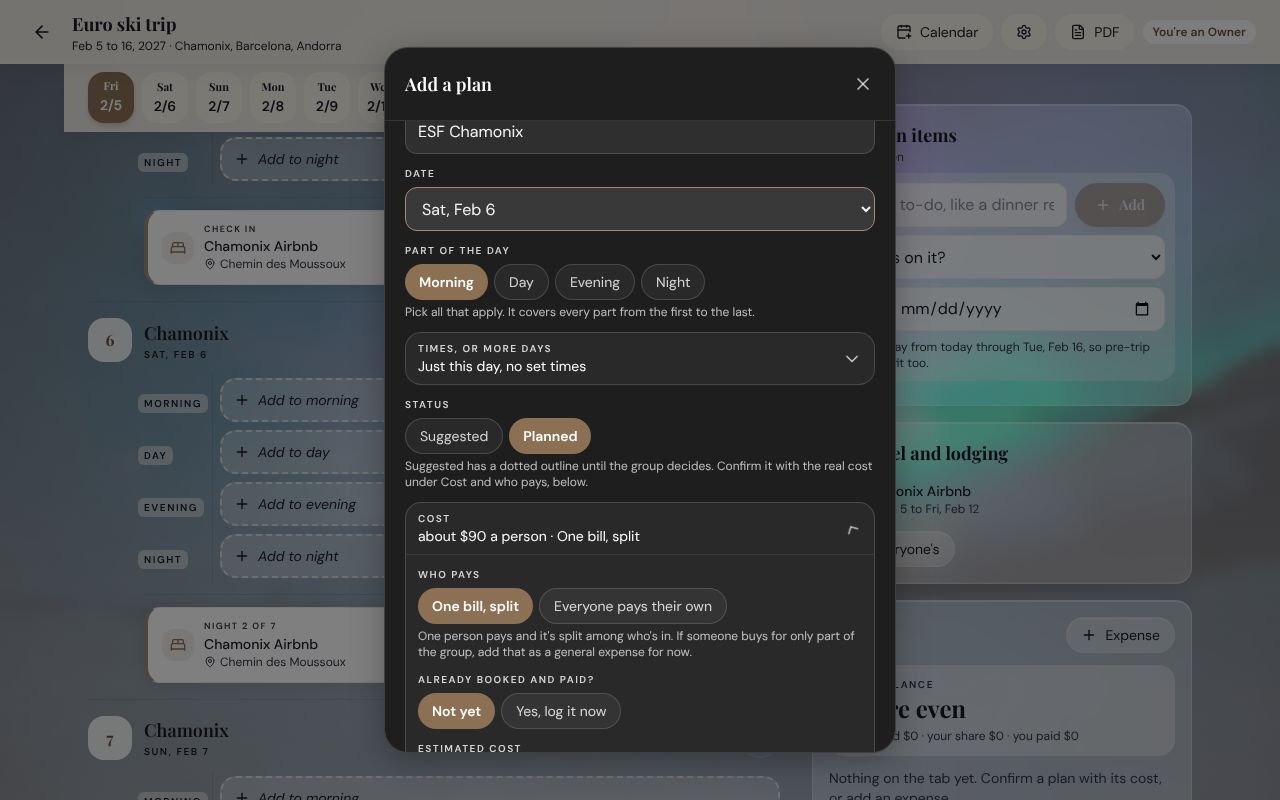 Euro ski trip
Feb 5 to 16, 2027 · Chamonix, Barcelona, Andorra
Calendar
PDF
You're an Owner
Fri
2/5
Sat
2/6
Sun
2/7
Mon
2/8
Tue
2/9
NIGHT
Add to night
CHECK IN
Chamonix Airbnb
Chemin des Moussoux
6
Chamonix
SAT, FEB 6
MORNING
Add to morning
DAY
Add to day
EVENING
Add to evening
NIGHT
Add to night
NIGHT 2 OF 7
Chamonix Airbnb
Chemin des Moussoux
7
Chamonix
SUN, FEB 7
Add to morning
Add a plan
ESF Chamonix
DATE
Sat, Feb 6
PART OF THE DAY
Morning
Day
Evening
Night
Pick all that apply. It covers every part from the first to the last.
TIMES, OR MORE DAYS
Just this day, no set times
STATUS
Suggested
Planned
Suggested has a dotted outline until the group decides. Confirm it with the real cost
under Cost and who pays, below.
COST
about $90 a person · One bill, split
WHO PAYS
One bill, split
Everyone pays their own
One person pays and it's split among who's in. If someone buys for only part of
the group, add that as a general expense for now.
ALREADY BOOKED AND PAID?
Not yet
Yes, log it now
ESTIMATED COST
items
to-do, like a dinner re
Add
on it?
mm/dd/yyyy
from today through Tue, Feb 16, so pre-trip
too.
and lodging
Airbnb
5 to Fri, Feb 12
Expense
even
$0 · your share $0 · you paid $0
Nothing on the tab yet. Confirm a plan with its cost,
or add an expense.